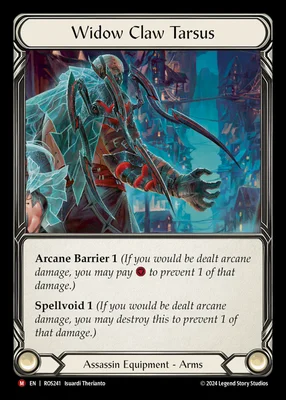 Widow Claw Tarsus
Arcane Barrier 1 (If you would be dealt arcane
damage, you may pay to prevent 1 of
that damage.)
Spellvoid 1 (If you would be dealt arcane
damage, you may destroy this to prevent 1 of
that damage.)
Assassin Equipment - Arms
M EN | ROS241 Isuardi Therianto
© 2024 Legend Story Studios